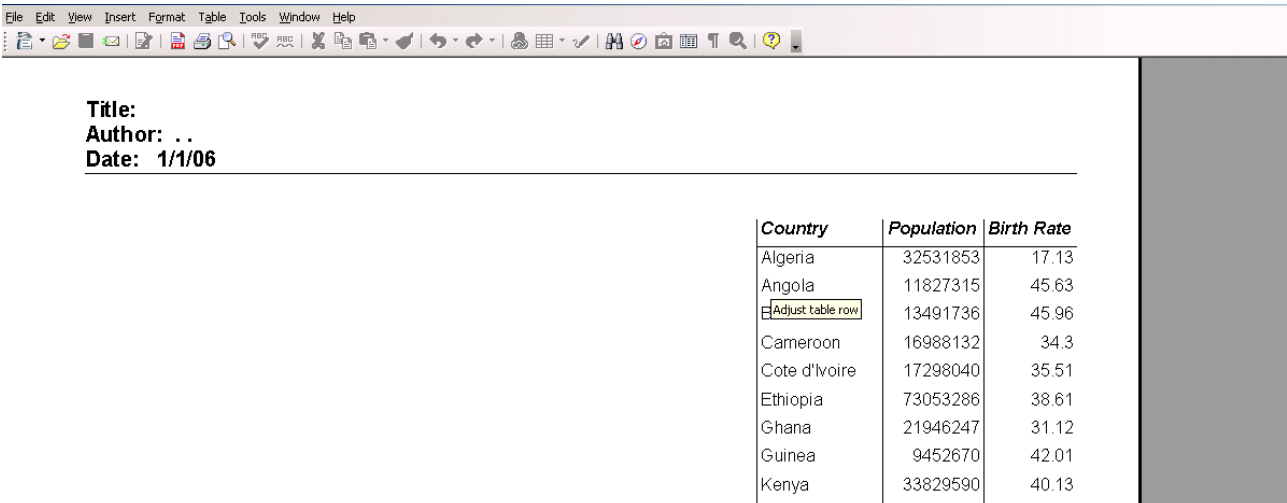 File Edit View Insert Format Table Tools Window Help
Title:
Author: . .
Date: 1/1/06
Country Population Birth Rate
Algeria 32531853 17.13
Angola 11827315 45.63
Adjust table row 13491736 45.96
Cameroon 16988132 34.3
Cote d'Ivoire 17298040 35.51
Ethiopia 73053286 38.61
Ghana 21946247 31.12
Guinea 9452670 42.01
Kenya 33829590 40.13